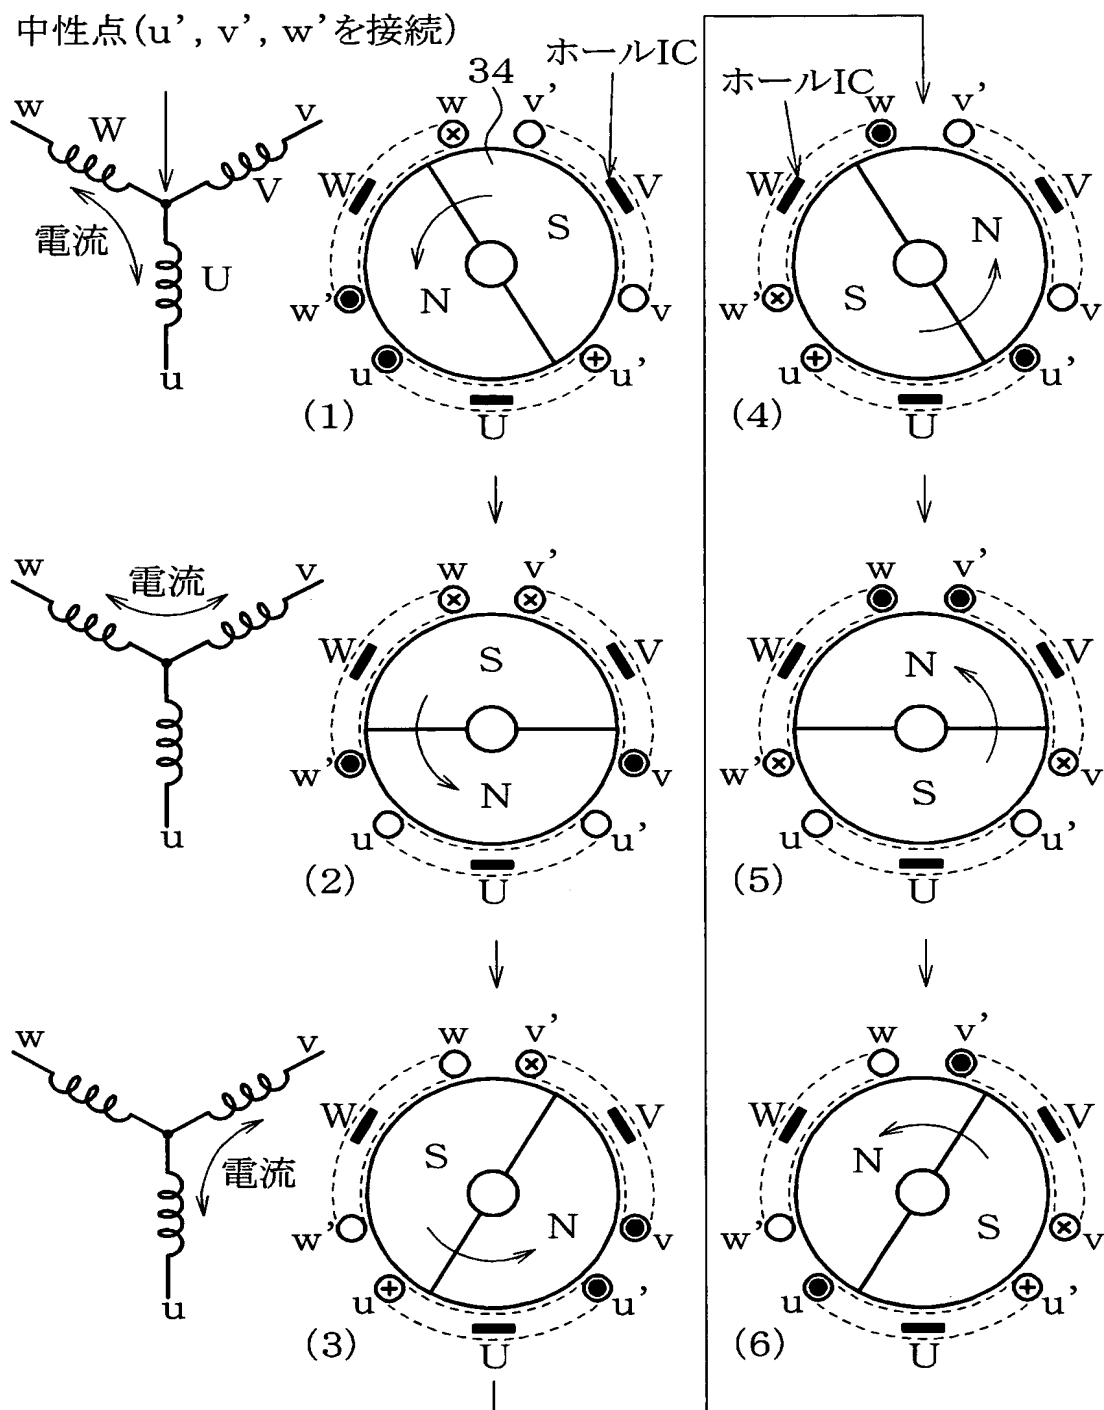 中性点(u', v', w'を接続)
w
W
v
V
電流
U
u
34
ホールIC
w
v'
W
V
S
N
w'
v
u
u'
U
(1)
w
電流
v
u
w
v'
W
V
S
N
w'
v
u
u'
U
(2)
w
v
電流
u
w
v'
W
V
S
N
w'
v
u
u'
U
(3)
ホールIC
w
v'
W
V
N
S
w'
v
u
u'
U
(4)
w
v'
W
V
N
S
w'
v
u
u'
U
(5)
w
v'
W
V
N
S
w'
v
u
u'
U
(6)